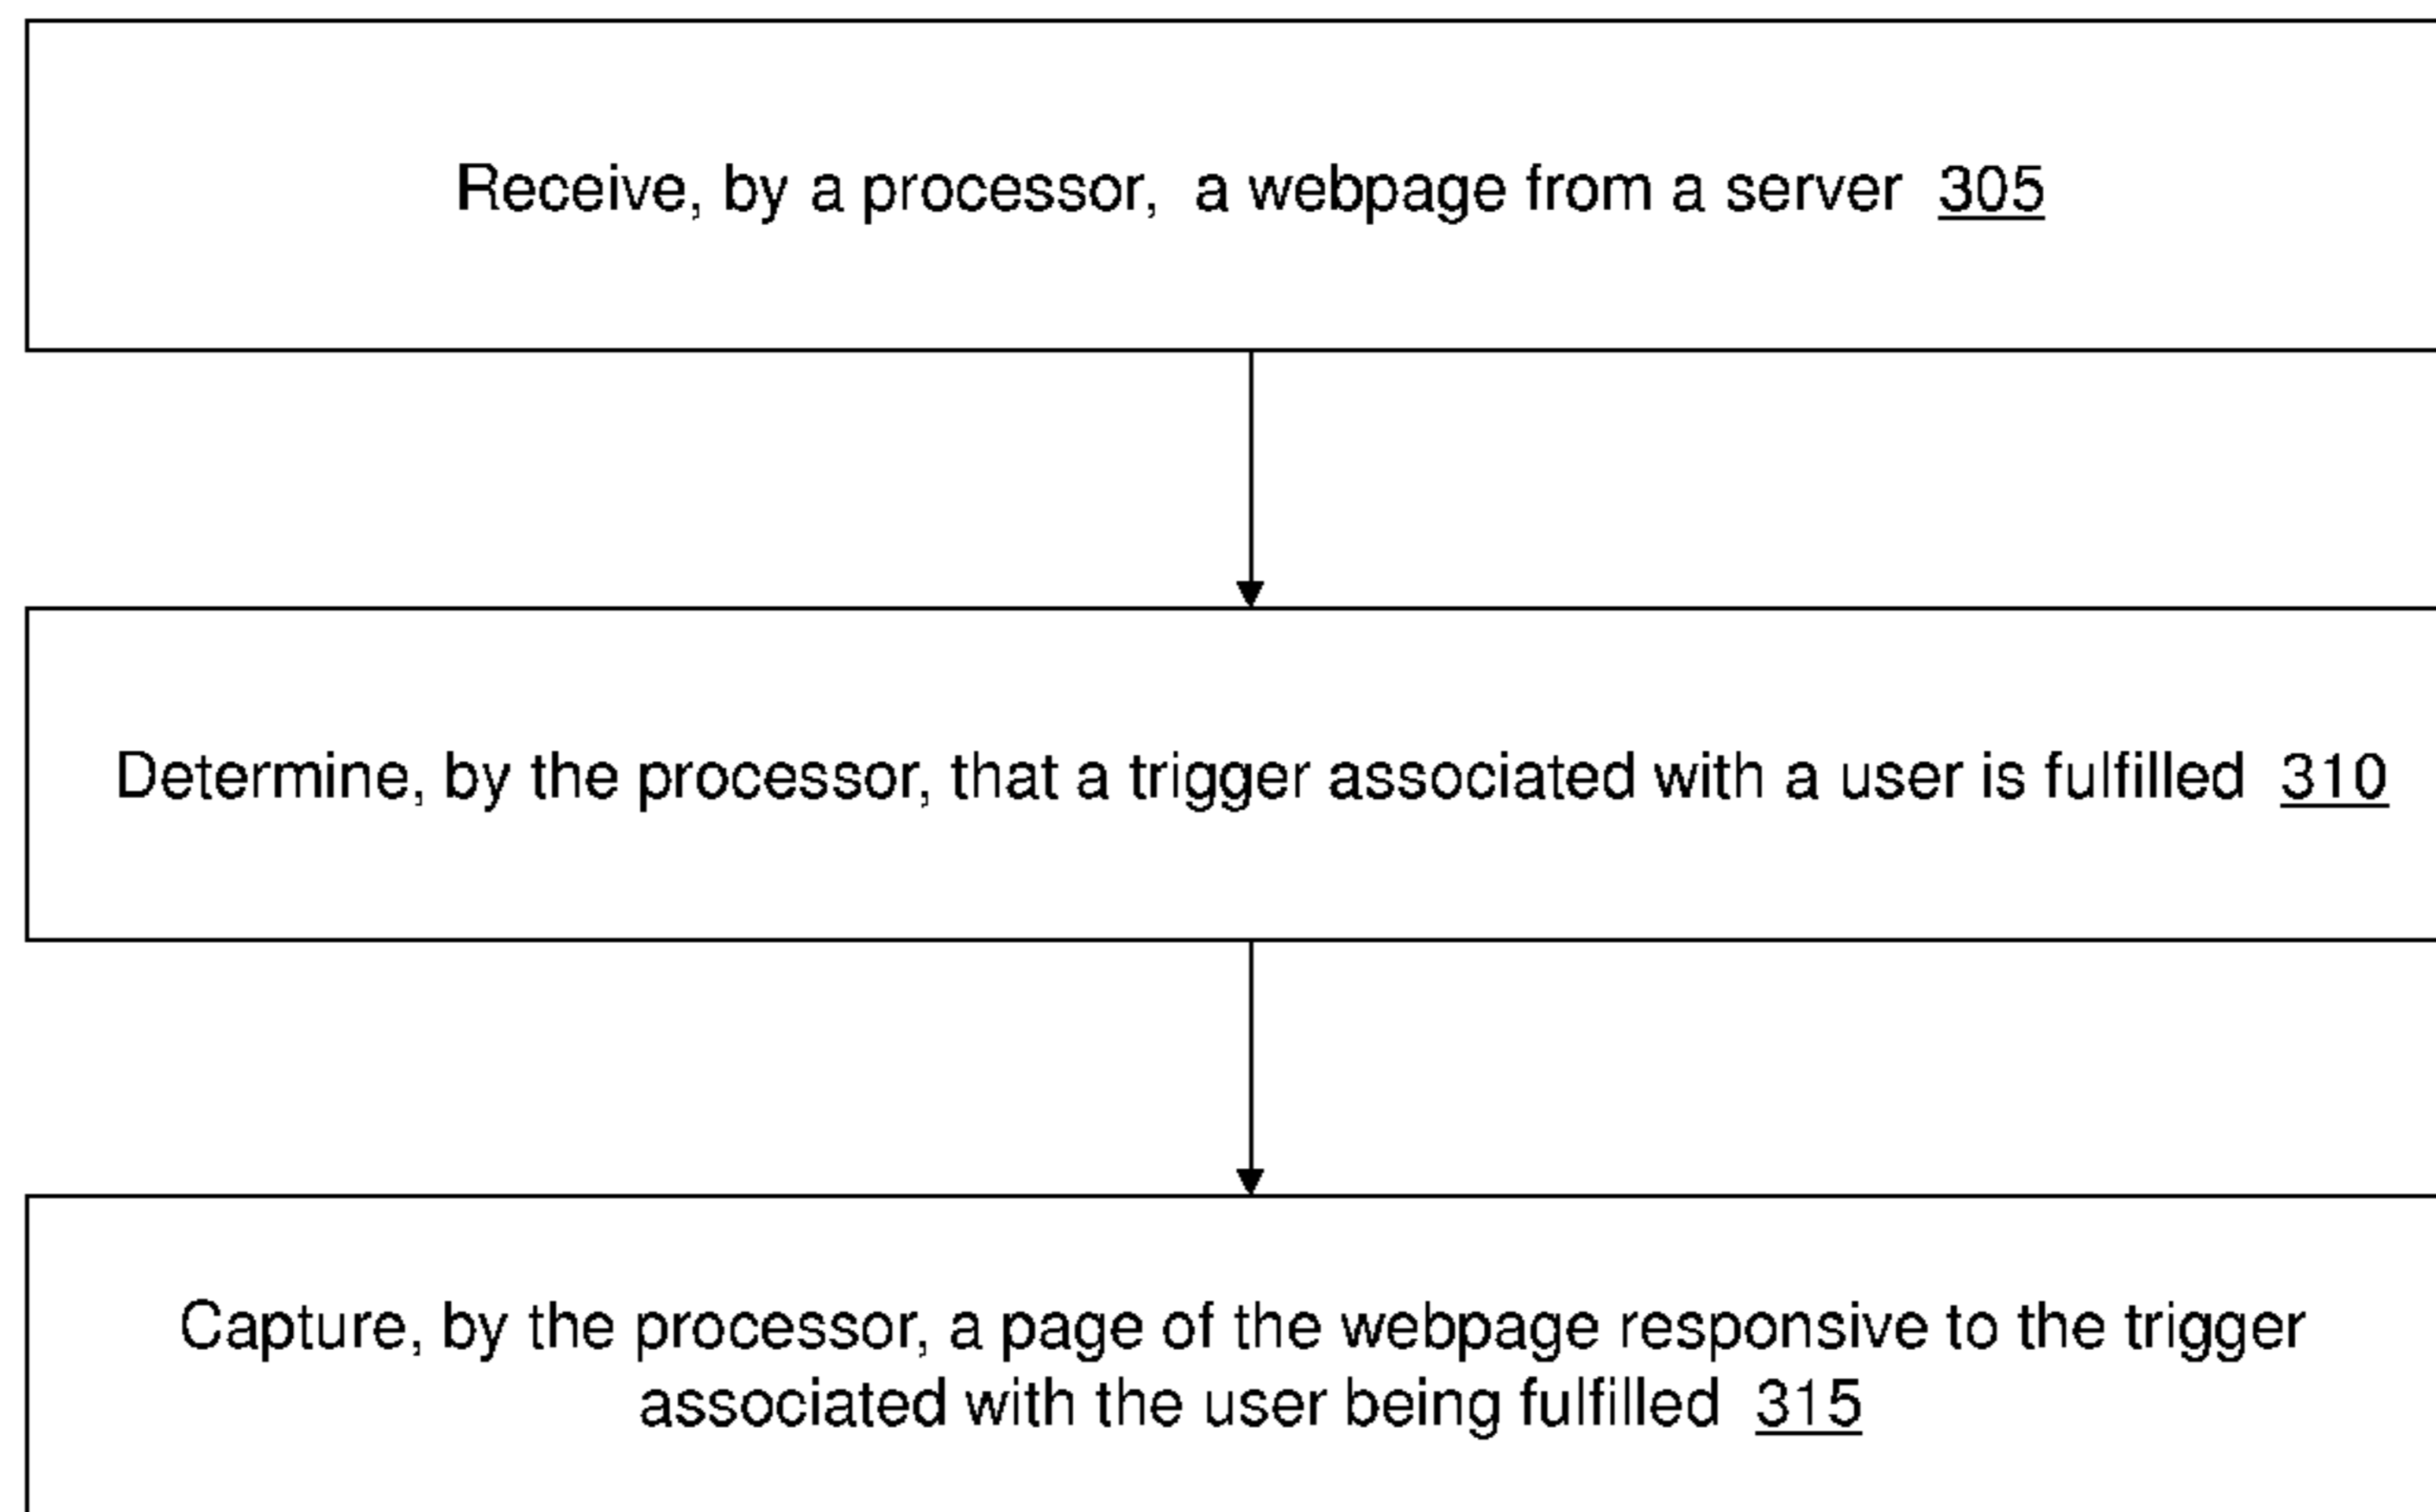 Receive, by a processor, a webpage from a server 305
Determine, by the processor, that a trigger associated with a user is fulfilled 310
Capture, by the processor, a page of the webpage responsive to the trigger
associated with the user being fulfilled 315